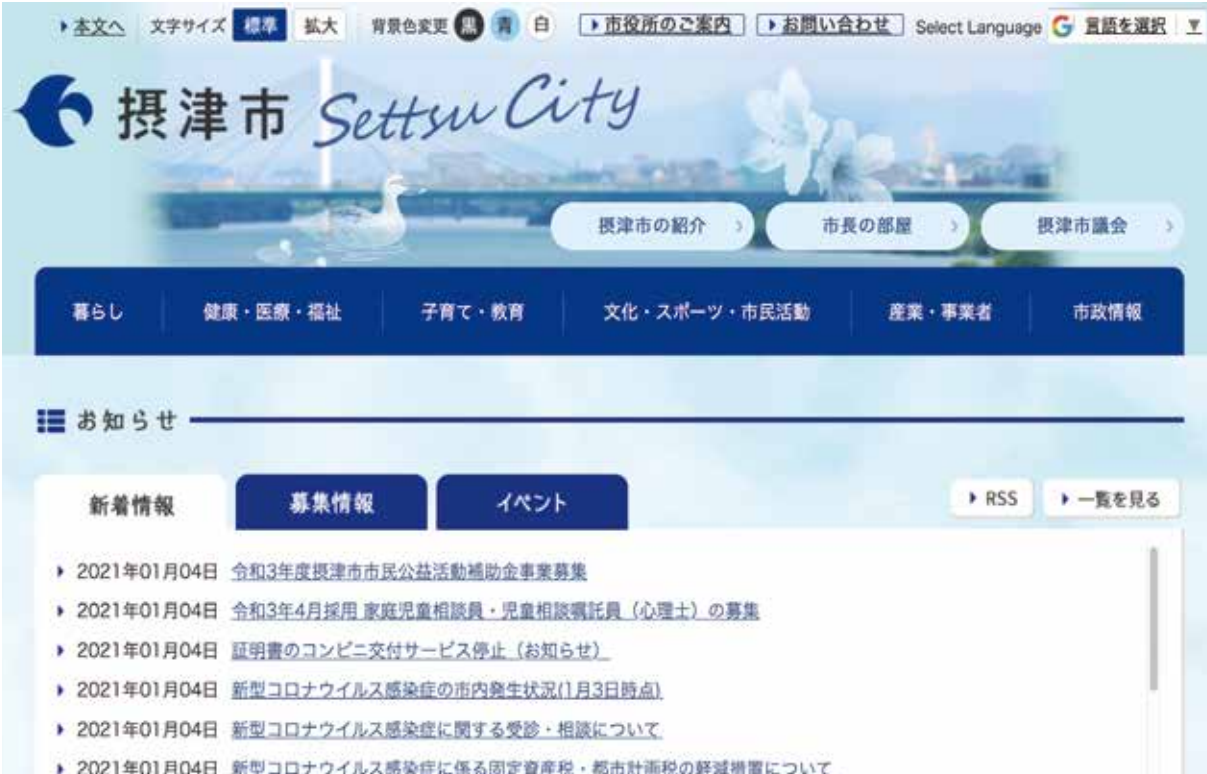 本文へ 文字サイズ 標準 拡大 背景色変更 黒 青 白 市役所のご案内 お問い合わせ Select Language 言語を選択 ▼
摂津市 Settsu City
摂津市の紹介 市長の部屋 摂津市議会
暮らし 健康・医療・福祉 子育て・教育 文化・スポーツ・市民活動 産業・事業者 市政情報
お知らせ
新着情報 募集情報 イベント RSS 一覧を見る
2021年01月04日 令和3年度摂津市市民公益活動補助金事業募集
2021年01月04日 令和3年4月採用 家庭児童相談員・児童相談嘱託員(心理士)の募集
2021年01月04日 証明書のコンビニ交付サービス停止(お知らせ)
2021年01月04日 新型コロナウイルス感染症の市内発生状況(1月3日時点)
2021年01月04日 新型コロナウイルス感染症に関する受診・相談について
2021年01月04日 新型コロナウイルス感染症に係る固定資産税・都市計画税の軽減措置について